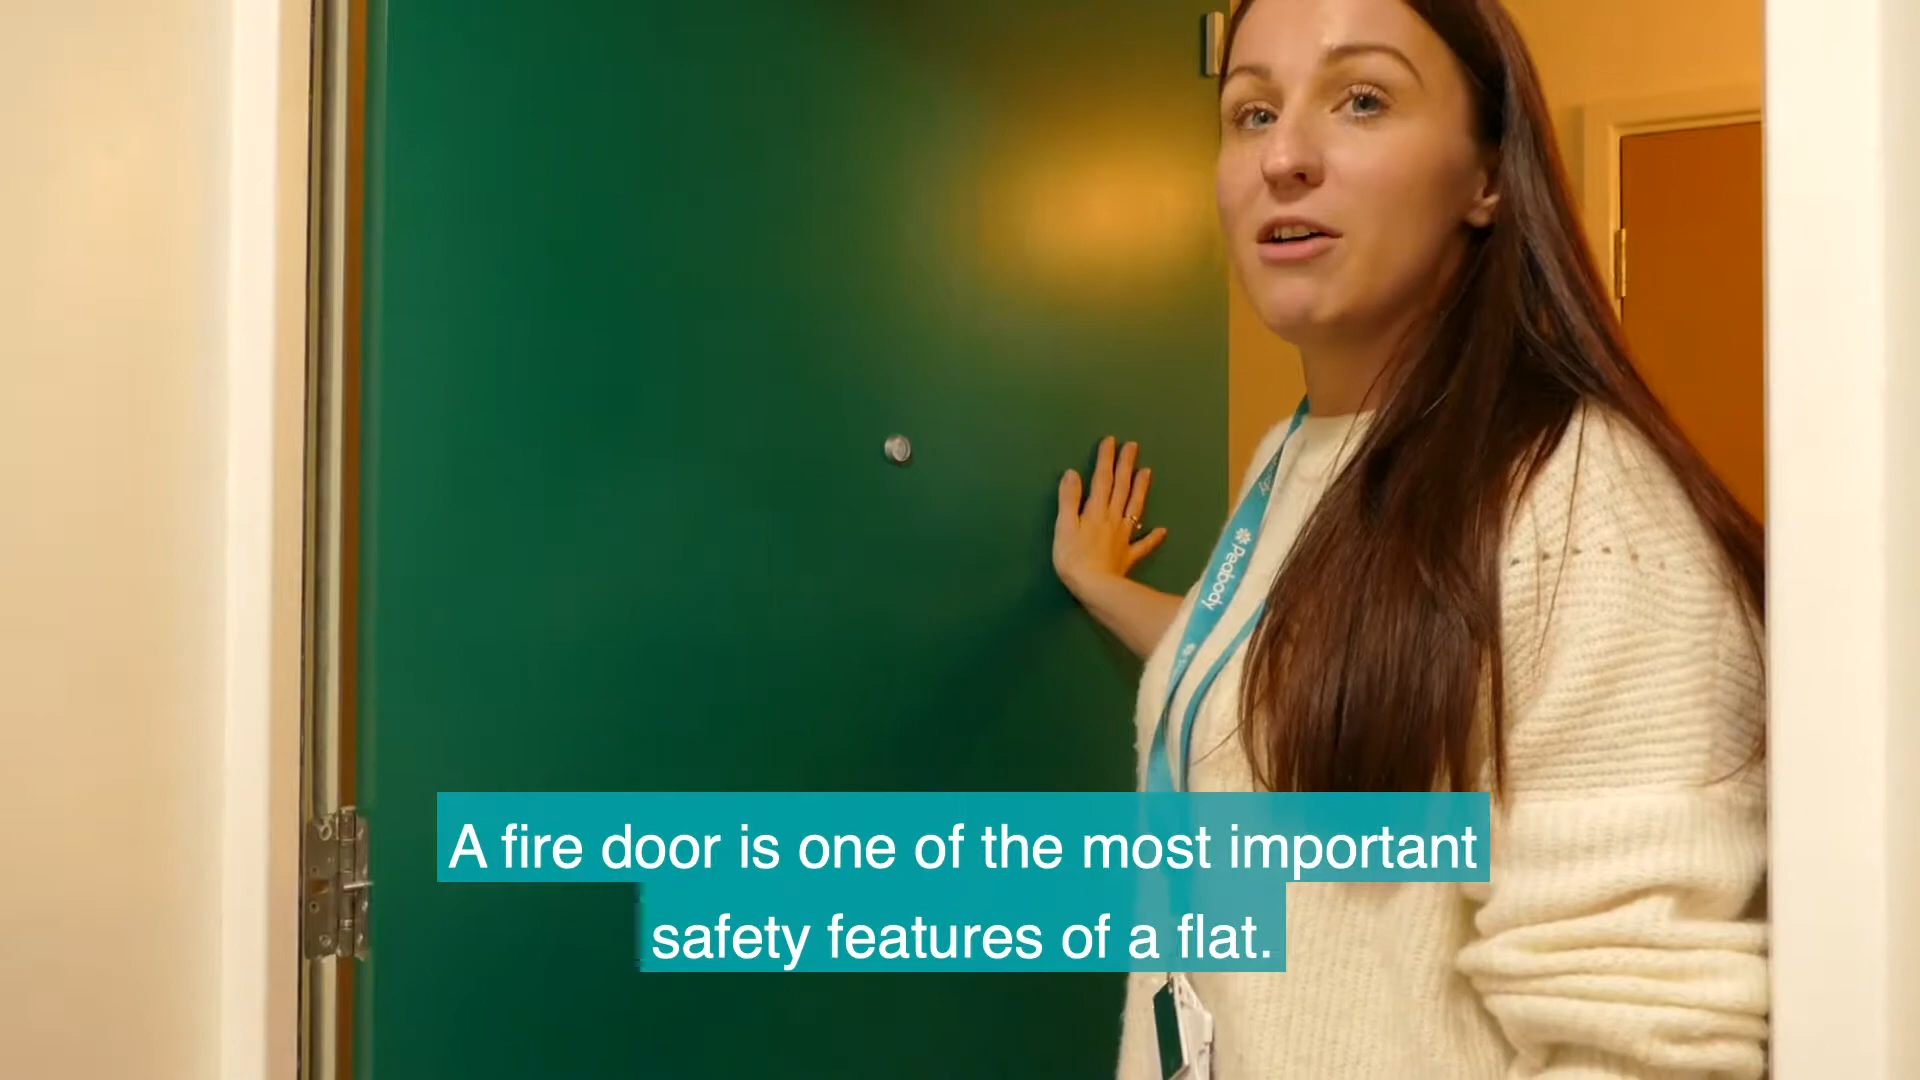 Peabody
A fire door is one of the most important
safety features of a flat.